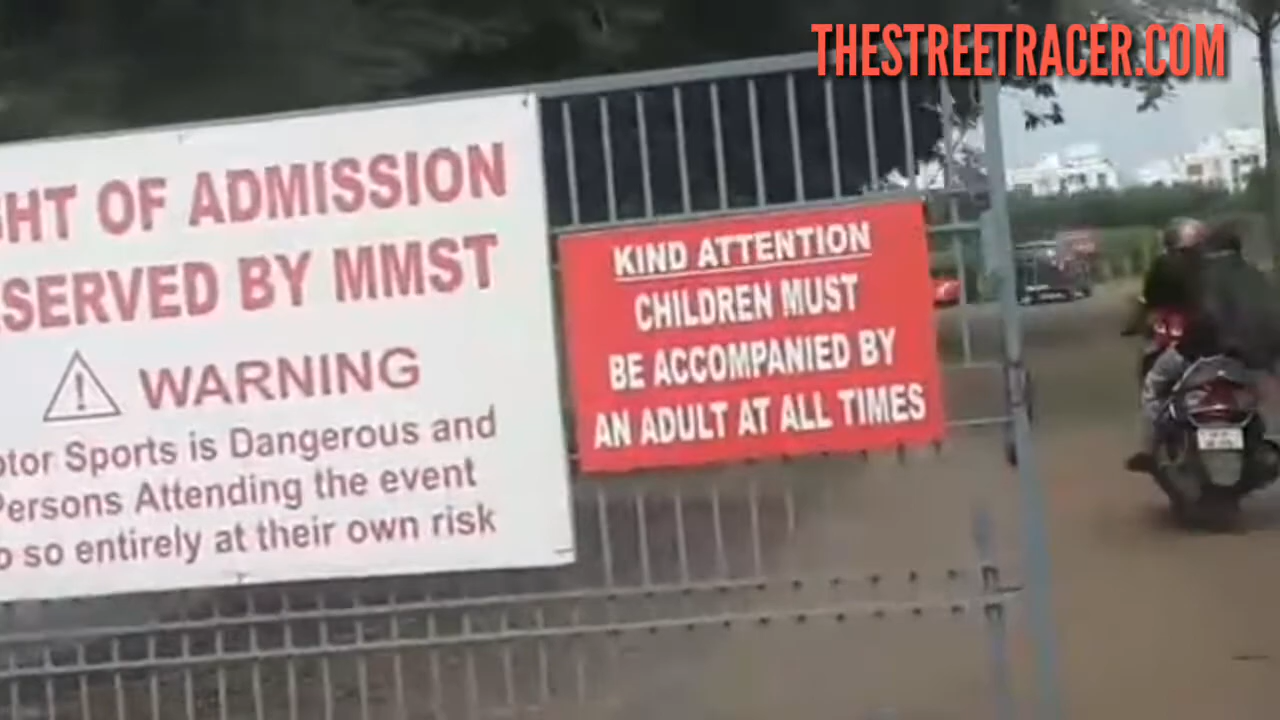 THESTREETRACER.COM
GHT OF ADMISSION
SERVED BY MMST
WARNING
otor Sports is Dangerous and
Persons Attending the event
o so entirely at their own risk
KIND ATTENTION
CHILDREN MUST
BE ACCOMPANIED BY
AN ADULT AT ALL TIMES